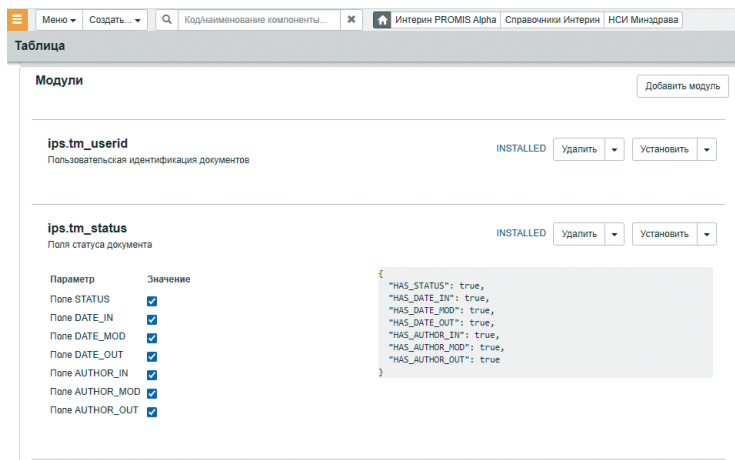 Меню Создать... Код/наименование компоненты... Интерин PROMIS Alpha Справочники Интерин НСИ Минздрава
Таблица
Модули
Добавить модуль
ips.tm_userid
Пользовательская идентификация документов
INSTALLED Удалить Установить
ips.tm_status
Поля статуса документа
INSTALLED Удалить Установить
Параметр Значение
Поле STATUS
Поле DATE_IN
Поле DATE_MOD
Поле DATE_OUT
Поле AUTHOR_IN
Поле AUTHOR_MOD
Поле AUTHOR_OUT
{
"HAS_STATUS": true,
"HAS_DATE_IN": true,
"HAS_DATE_MOD": true,
"HAS_DATE_OUT": true,
"HAS_AUTHOR_IN": true,
"HAS_AUTHOR_MOD": true,
"HAS_AUTHOR_OUT": true
}